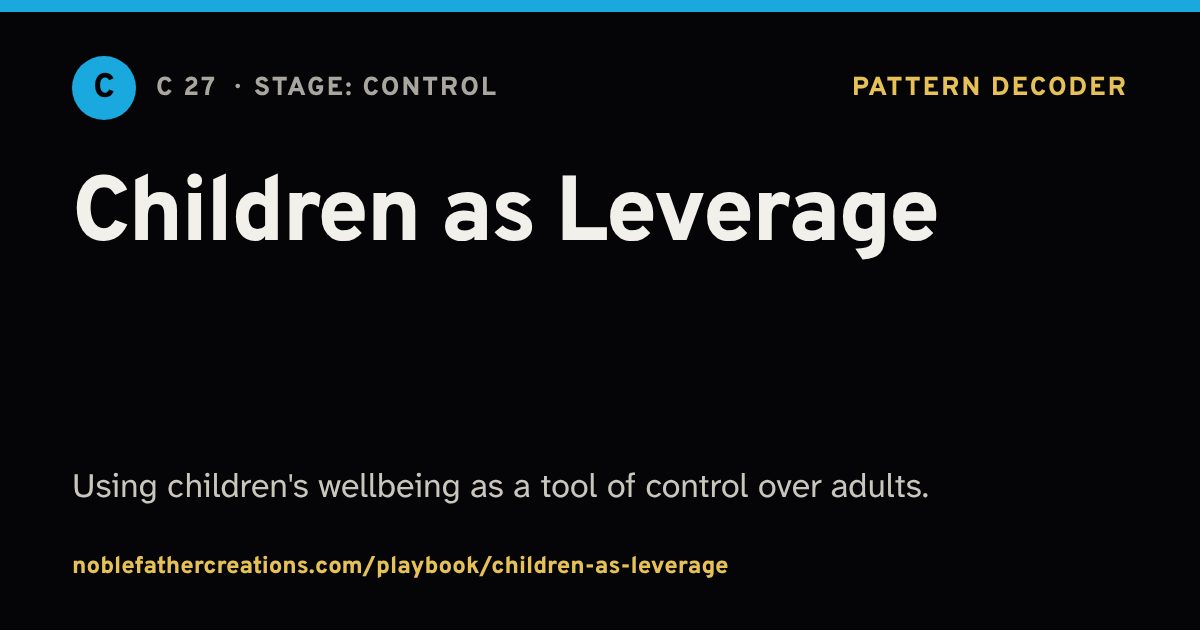 C
C 27 · STAGE: CONTROL
PATTERN DECODER
Children as Leverage
Using children's wellbeing as a tool of control over adults.
noblefathercreations.com/playbook/children-as-leverage